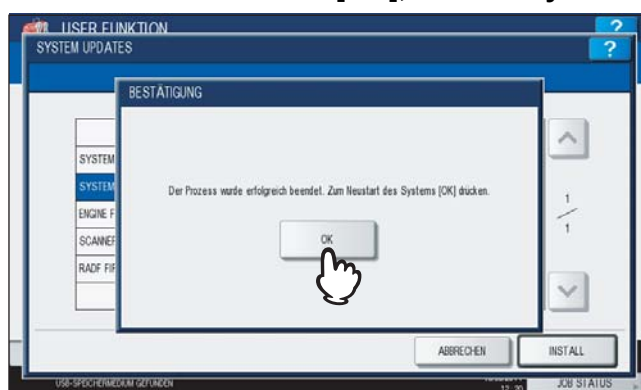 USER FUNKTION
?
SYSTEM UPDATES
?
BESTÄTIGUNG
SYSTEM
Der Prozess wurde erfolgreich beendet. Zum Neustart des Systems [OK] drücken.
SYSTEM
1
ENGINE F
1
SCANNER
OK
RADF FIR
ABBRECHEN
INSTALL
USB-SPEICHERMEDIUM GEFUNDEN
JOB STATUS